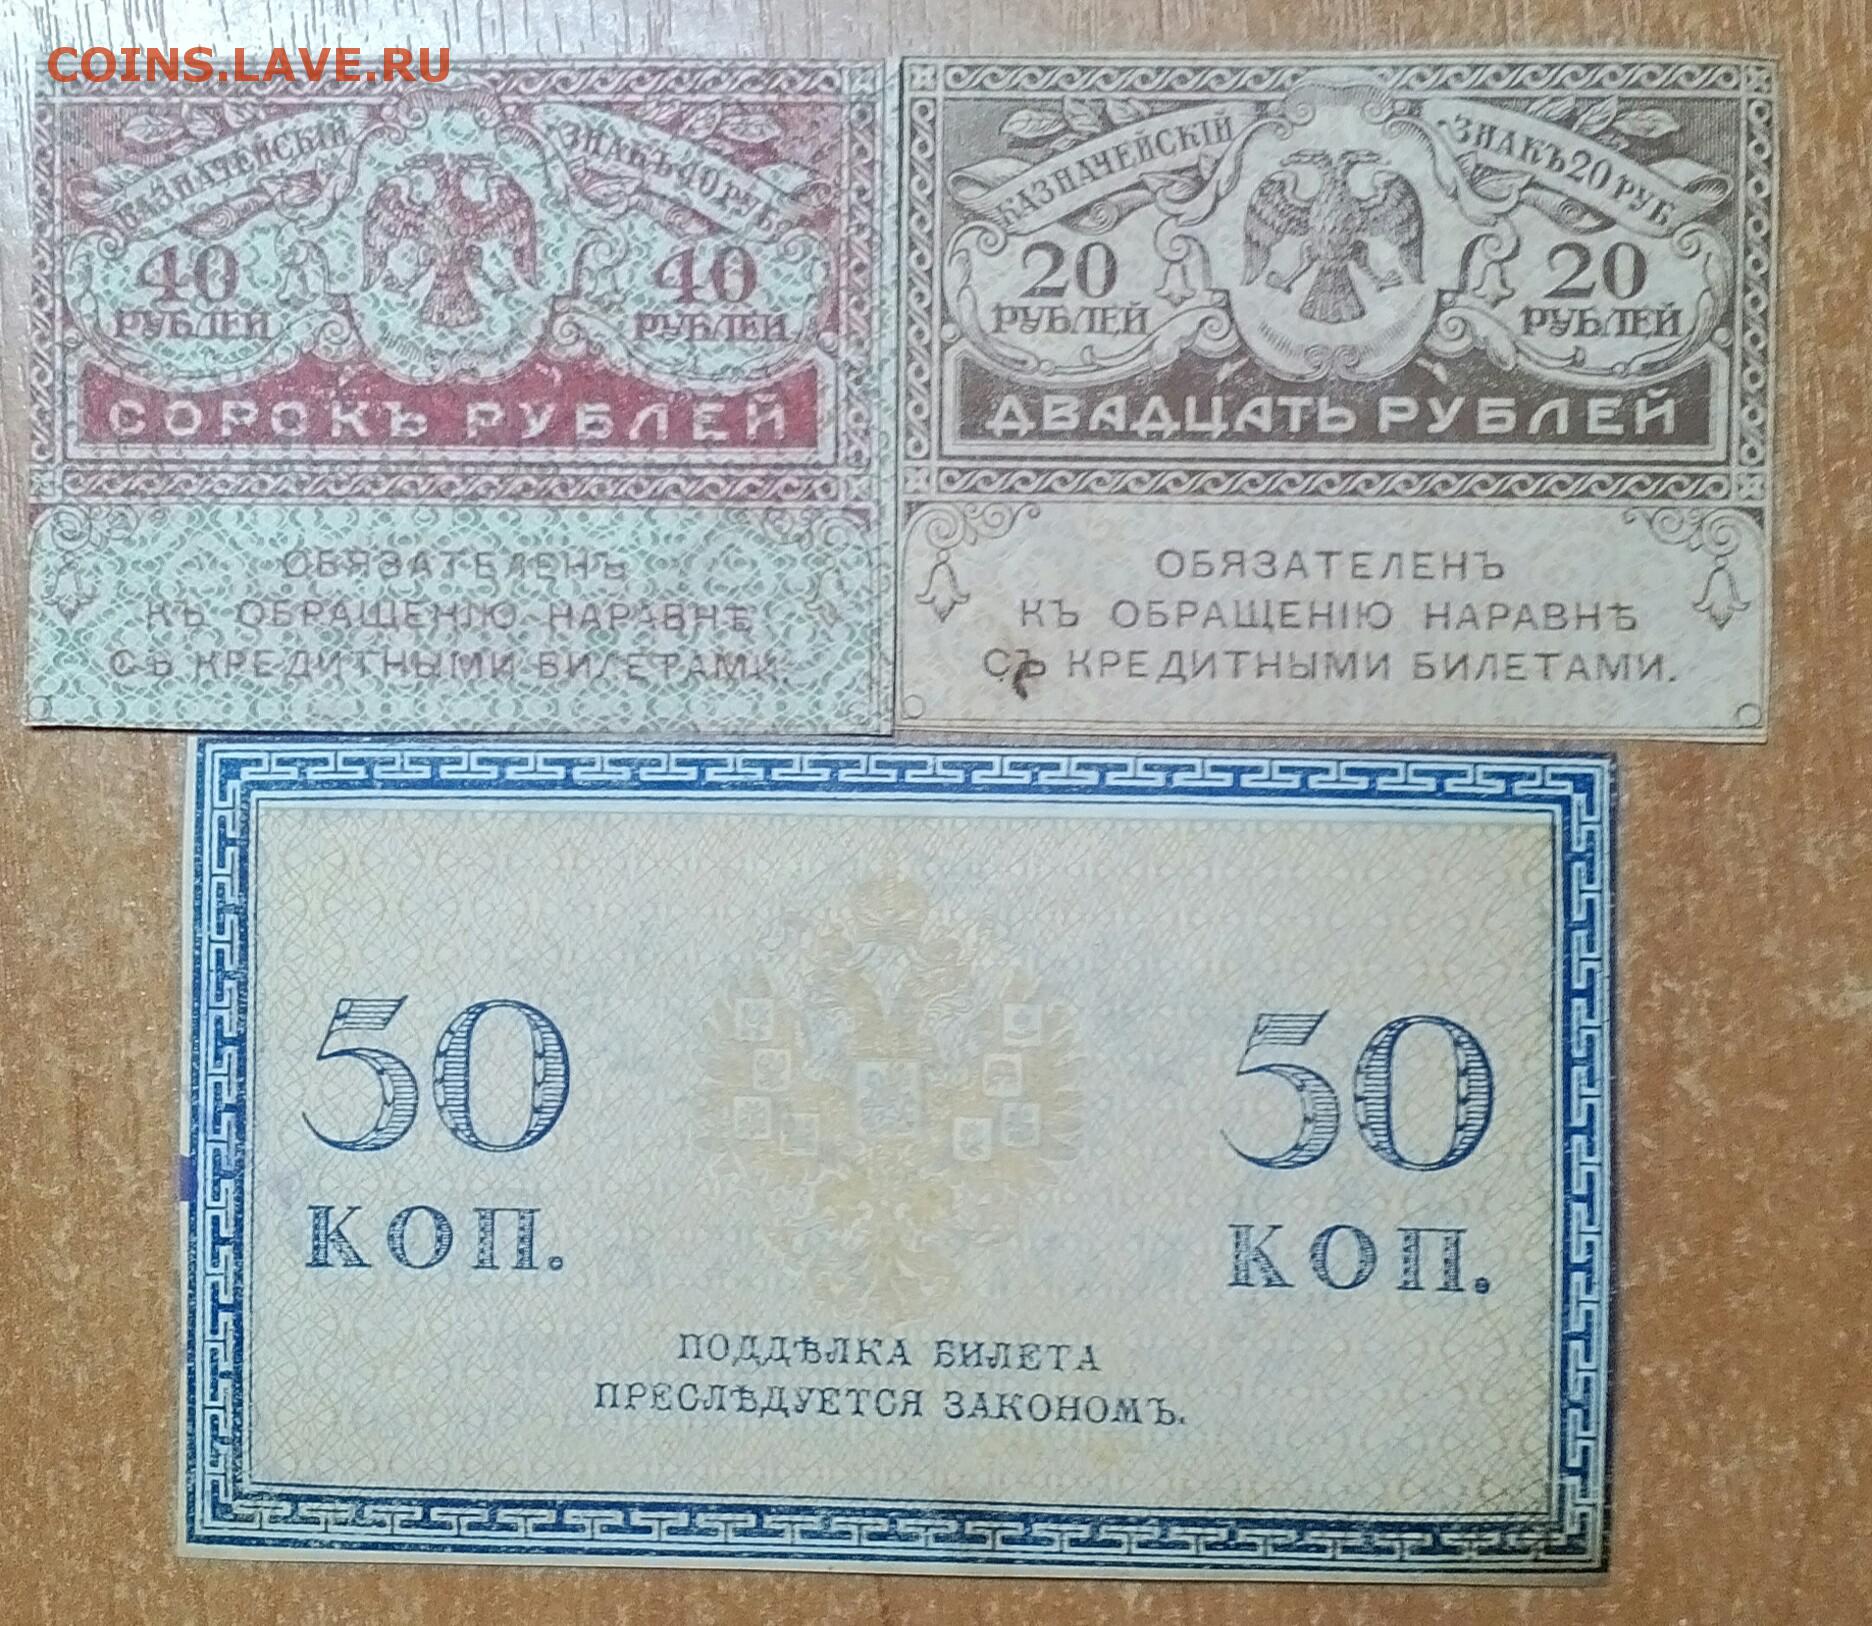 COINS.LAVE.RU
КАЗНАЧЕЙСКІЙ ЗНАКЪ 40 РУБ.
40 40
РУБЛЕЙ РУБЛЕЙ
СОРОКЪ РУБЛЕЙ
ОБЯЗАТЕЛЕНЪ
КЪ ОБРАЩЕНІЮ НАРАВНѢ
СЪ КРЕДИТНЫМИ БИЛЕТАМИ.
КАЗНАЧЕЙСКІЙ ЗНАКЪ 20 РУБ.
20 20
РУБЛЕЙ РУБЛЕЙ
ДВАДЦАТЬ РУБЛЕЙ
ОБЯЗАТЕЛЕНЪ
КЪ ОБРАЩЕНІЮ НАРАВНѢ
СЪ КРЕДИТНЫМИ БИЛЕТАМИ.
50 50
КОП. КОП.
ПОДДѢЛКА БИЛЕТА
ПРЕСЛѢДУЕТСЯ ЗАКОНОМЪ.